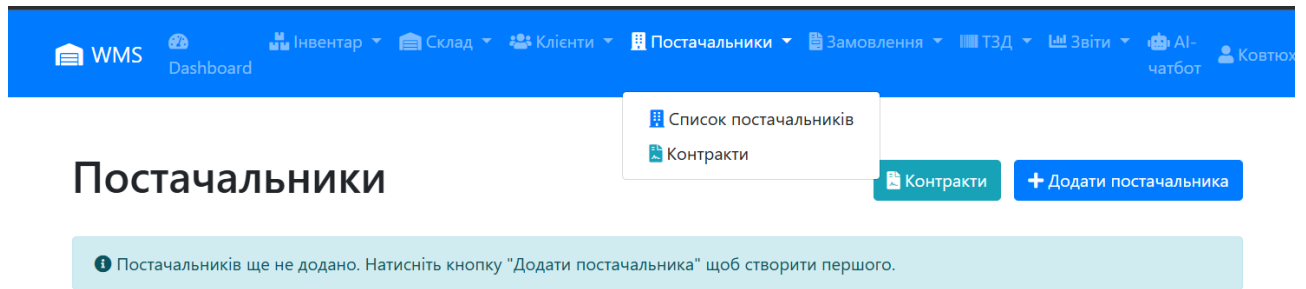 WMS
Dashboard
Інвентар
Склад
Клієнти
Постачальники
Замовлення
ТЗД
Звіти
AI-
чатбот
Ковтюх
Список постачальників
Контракти
Постачальники
Контракти
+ Додати постачальника
Постачальників ще не додано. Натисніть кнопку "Додати постачальника" щоб створити першого.